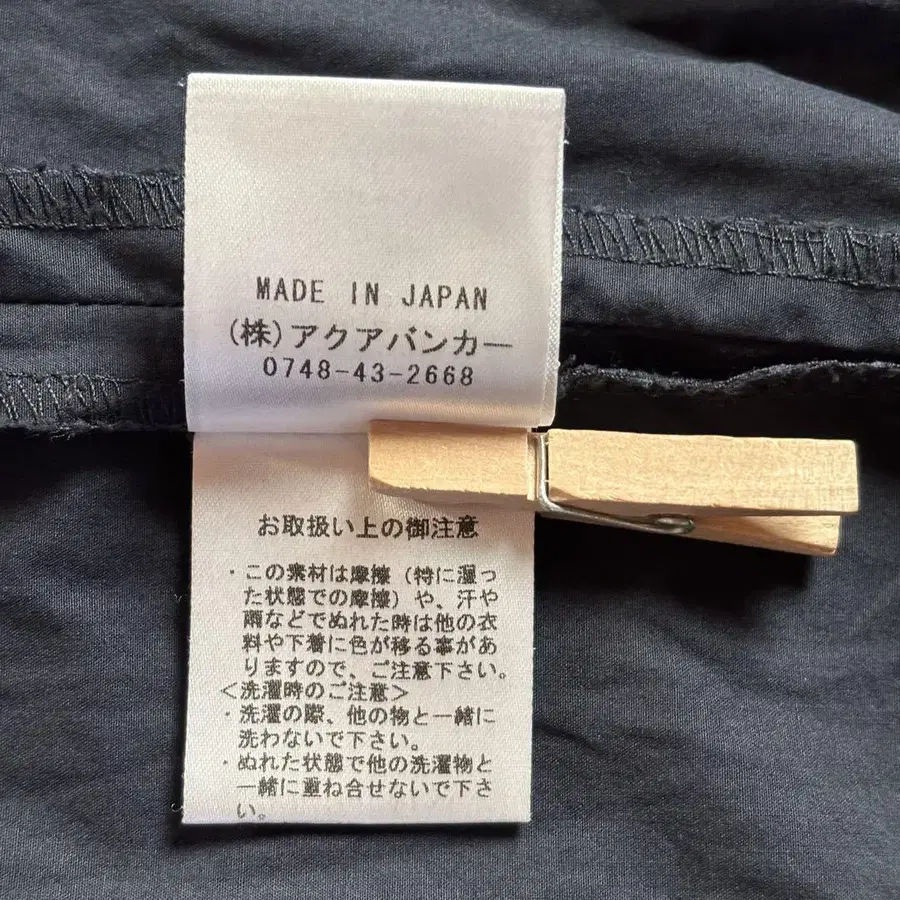 MADE IN JAPAN
(株)アクアバンカー
0748-43-2668
お取扱い上の御注意
・この素材は摩擦(特に湿っ
た状態での摩擦)や、汗や
雨などでぬれた時は他の衣
料や下着に色が移る事があ
りますので、ご注意下さい。
<洗濯時のご注意>
・洗濯の際、他の物と一緒に
洗わないで下さい。
・ぬれた状態で他の洗濯物と
一緒に重ね合せないで下さ
い。